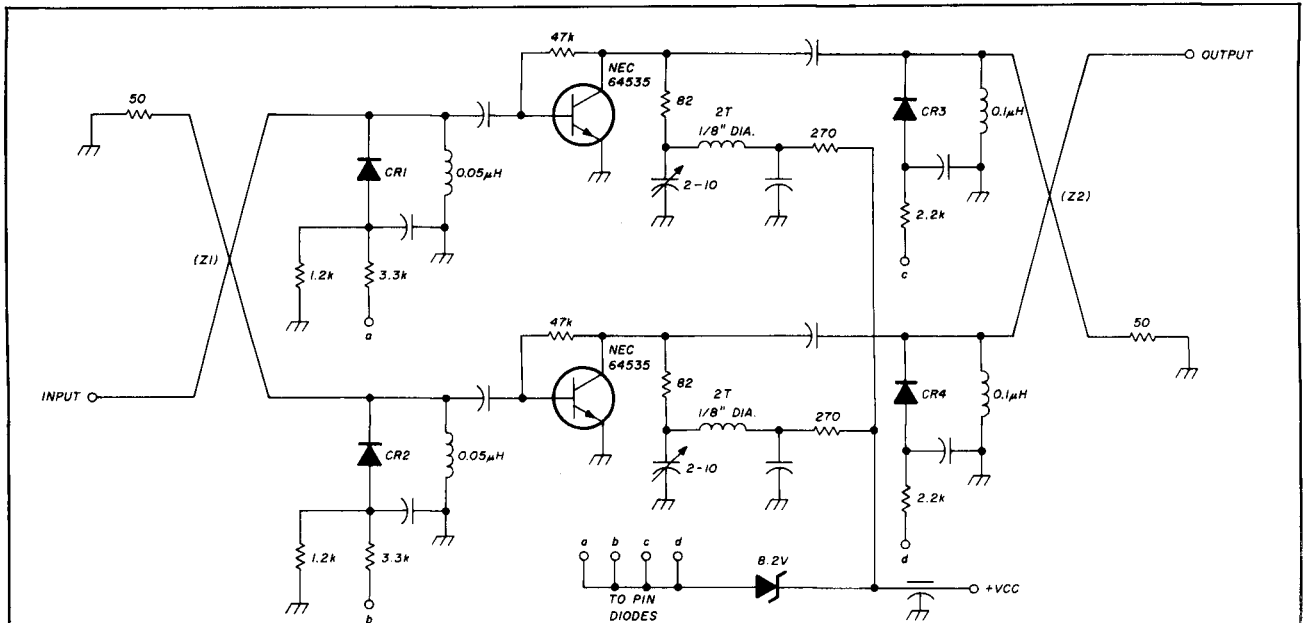 47k
NEC
64535
82
2T
1/8" DIA.
270
2-10
CR3
0.1µH
2.2k
c
OUTPUT
50
CR1
0.05µH
1.2k
3.3k
a
(Z1)
(Z2)
INPUT
47k
NEC
64535
82
2T
1/8" DIA.
270
2-10
CR4
0.1µH
2.2k
d
50
CR2
0.05µH
1.2k
3.3k
b
a b c d
TO PIN
DIODES
8.2V
+VCC